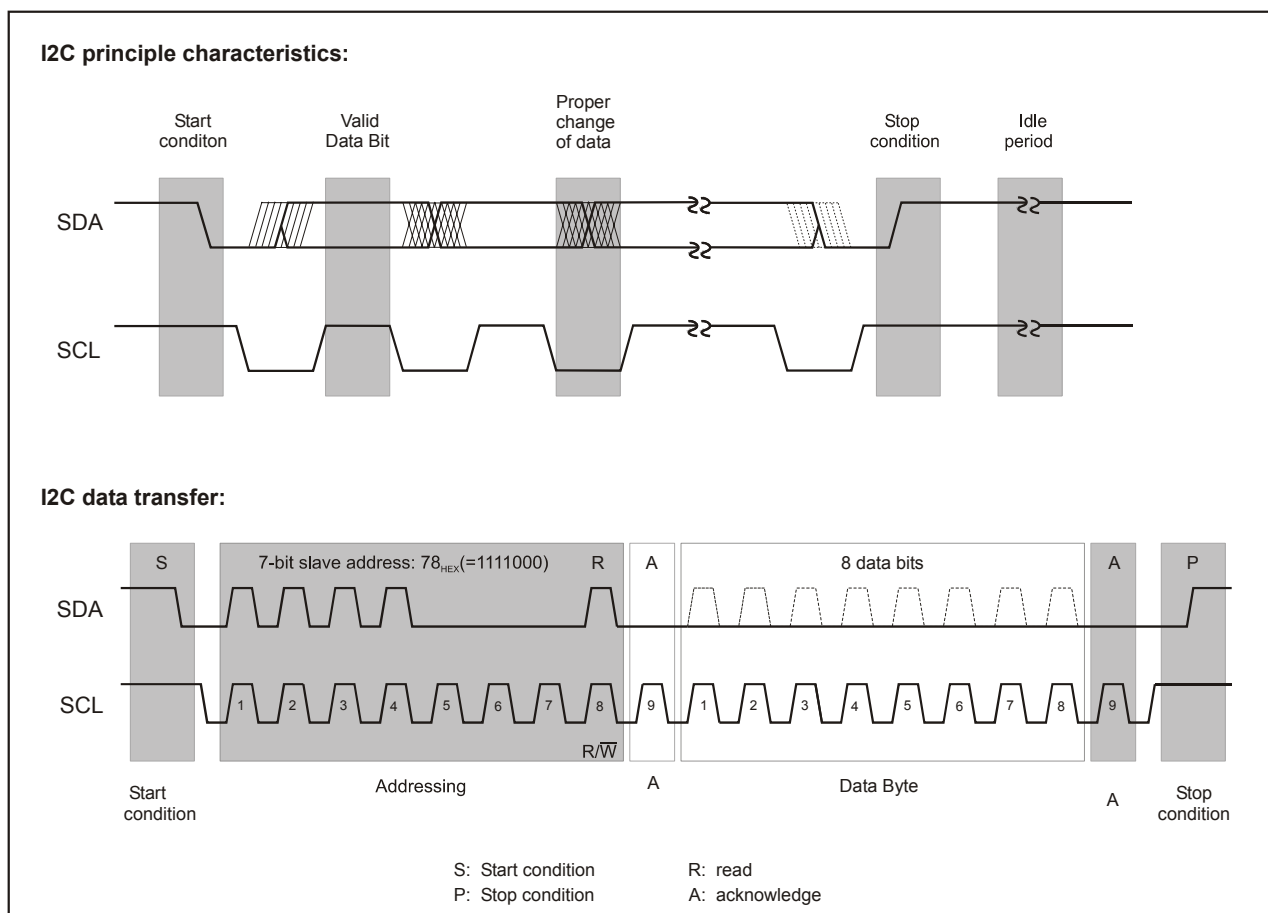 I2C principle characteristics:
Start
conditon
Valid
Data Bit
Proper
change
of data
Stop
condition
Idle
period
SDA
SCL
I2C data transfer:
S
7-bit slave address: 78HEX(=1111000)
R
A
8 data bits
A
P
SDA
SCL
1 2 3 4 5 6 7 8 9 1 2 3 4 5 6 7 8 9
R/W̅
Start
condition
Addressing
A
Data Byte
A
Stop
condition
S: Start condition
R: read
P: Stop condition
A: acknowledge